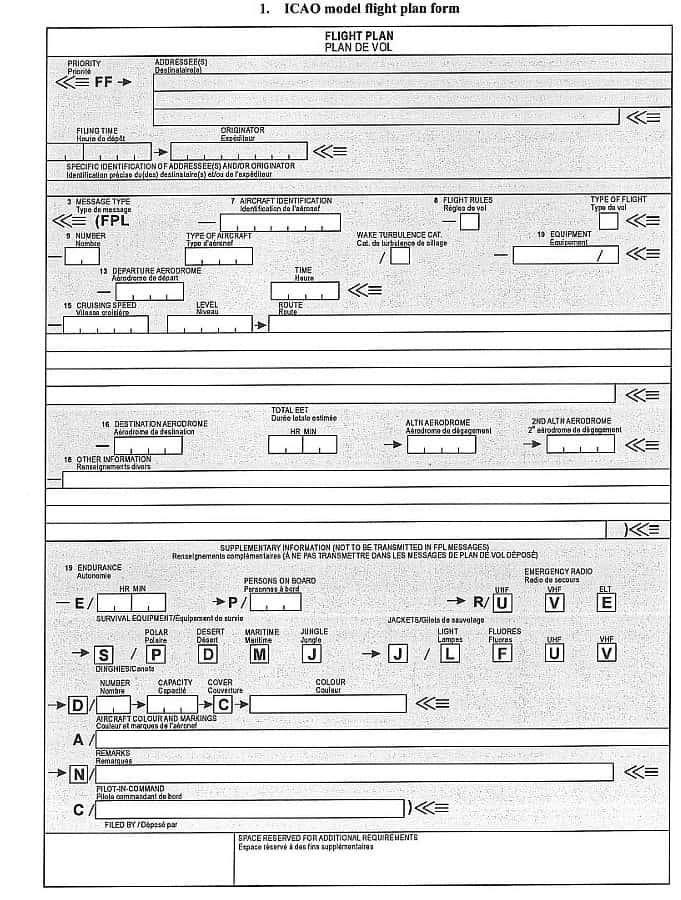 1. ICAO model flight plan form
FLIGHT PLAN
PLAN DE VOL
PRIORITY
Priorité
ADDRESSEE(S)
Destinataire(s)
≪≡ FF →
≪≡
FILING TIME
Heure de dépôt
ORIGINATOR
Expéditeur
→ ≪≡
SPECIFIC IDENTIFICATION OF ADDRESSEE(S) AND/OR ORIGINATOR
Identification précise du(des) destinataire(s) et/ou de l'expéditeur
3 MESSAGE TYPE
Type de message
7 AIRCRAFT IDENTIFICATION
Identification de l'aéronef
8 FLIGHT RULES
Règles de vol
TYPE OF FLIGHT
Type de vol
≪≡ (FPL — — ≪≡
9 NUMBER
Nombre
TYPE OF AIRCRAFT
Type d'aéronef
WAKE TURBULENCE CAT.
Cat. de turbulence de sillage
10 EQUIPMENT
Équipement
— / — / ≪≡
13 DEPARTURE AERODROME
Aérodrome de départ
TIME
Heure
— ≪≡
15 CRUISING SPEED
Vitesse croisière
LEVEL
Niveau
ROUTE
Route
— →
≪≡
16 DESTINATION AERODROME
Aérodrome de destination
TOTAL EET
Durée totale estimée
HR MIN
ALTN AERODROME
Aérodrome de dégagement
2ND ALTN AERODROME
2ᵉ aérodrome de dégagement
— → → ≪≡
18 OTHER INFORMATION
Renseignements divers
—
)≪≡
SUPPLEMENTARY INFORMATION (NOT TO BE TRANSMITTED IN FPL MESSAGES)
Renseignements complémentaires (À NE PAS TRANSMETTRE DANS LES MESSAGES DE PLAN DE VOL DÉPOSÉ)
19 ENDURANCE
Autonomie
HR MIN
PERSONS ON BOARD
Personnes à bord
EMERGENCY RADIO
Radio de secours
UHF VHF ELT
— E / → P / → R/ U V E
SURVIVAL EQUIPMENT/Équipement de survie
JACKETS/Gilets de sauvetage
POLAR
Polaire
DESERT
Désert
MARITIME
Maritime
JUNGLE
Jungle
LIGHT
Lampes
FLUORES
Fluores
UHF VHF
→ S / P D M J → J / L F U V
DINGHIES/Canots
NUMBER
Nombre
CAPACITY
Capacité
COVER
Couverture
COLOUR
Couleur
→ D / → → C → ≪≡
AIRCRAFT COLOUR AND MARKINGS
Couleur et marques de l'aéronef
A /
REMARKS
Remarques
→ N / ≪≡
PILOT-IN-COMMAND
Pilote commandant de bord
C / )≪≡
FILED BY / Déposé par
SPACE RESERVED FOR ADDITIONAL REQUIREMENTS
Espace réservé à des fins supplémentaires